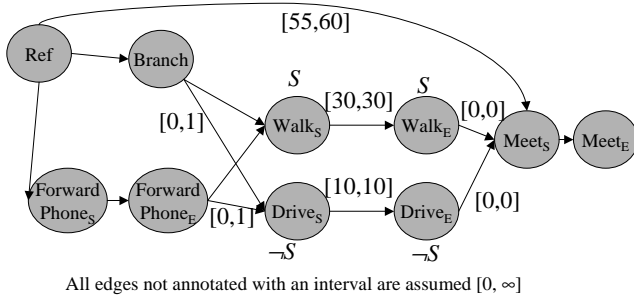 [55,60]
Ref
Branch
S
[30,30]
S
[0,0]
[0,1]
Walk_S
Walk_E
Meet_S
Meet_E
[10,10]
Forward Phone_S
Forward Phone_E
[0,1]
Drive_S
Drive_E
[0,0]
¬S
¬S
All edges not annotated with an interval are assumed [0, ∞]